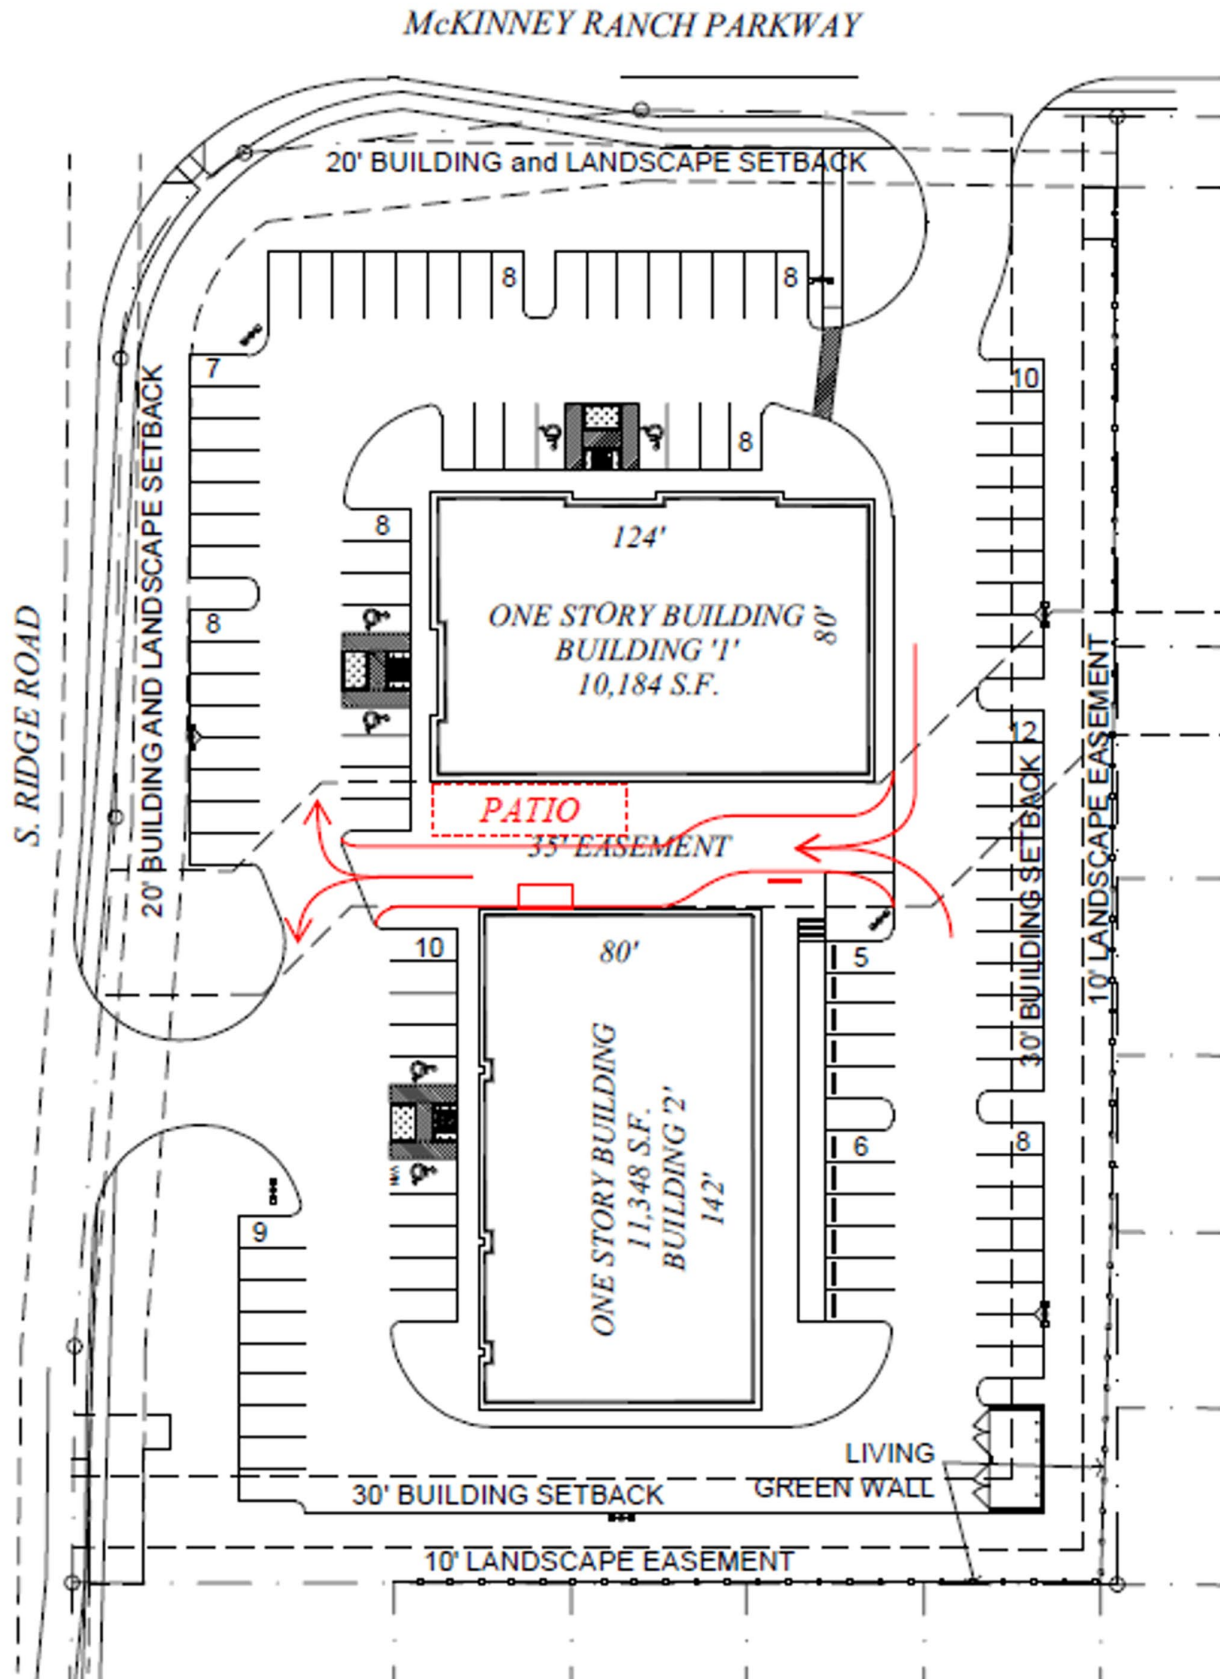 McKINNEY RANCH PARKWAY
20' BUILDING and LANDSCAPE SETBACK
8
8
7
10
8
8
20' BUILDING AND LANDSCAPE SETBACK
S. RIDGE ROAD
8
124'
80'
ONE STORY BUILDING
BUILDING '1'
10,184 S.F.
12
PATIO
35' EASEMENT
30' BUILDING SETBACK
10' LANDSCAPE EASEMENT
10
80'
5
ONE STORY BUILDING
11,348 S.F.
BUILDING '2'
142'
6
8
VAN
9
LIVING
GREEN WALL
30' BUILDING SETBACK
10' LANDSCAPE EASEMENT